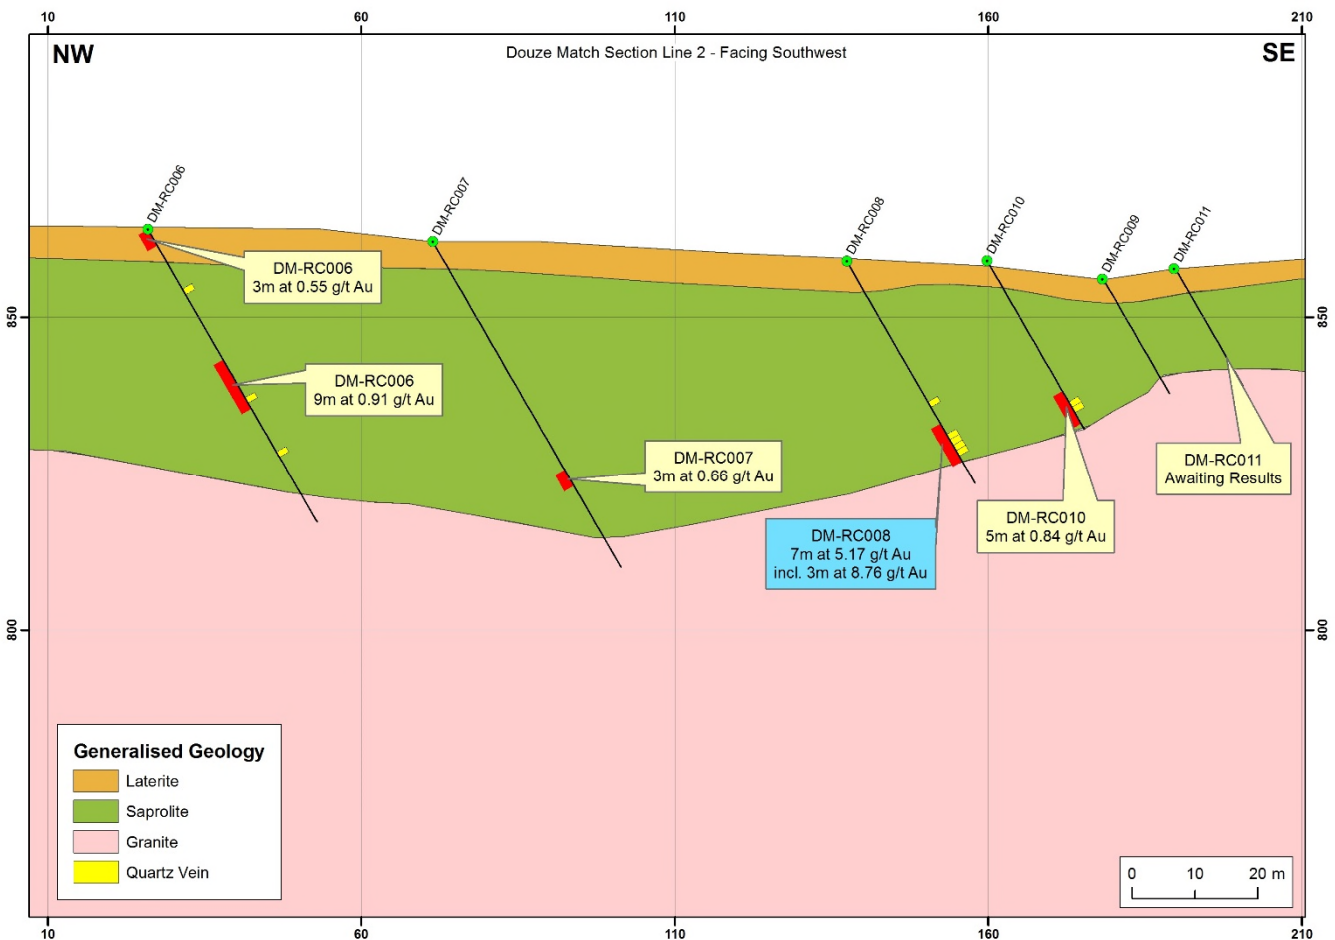 10 60 110 160 210
NW
Douze Match Section Line 2 - Facing Southwest
SE
DM-RC006
DM-RC007
DM-RC008
DM-RC010
DM-RC009
DM-RC011
DM-RC006
3m at 0.55 g/t Au
850
850
DM-RC006
9m at 0.91 g/t Au
DM-RC007
3m at 0.66 g/t Au
DM-RC011
Awaiting Results
DM-RC010
5m at 0.84 g/t Au
DM-RC008
7m at 5.17 g/t Au
incl. 3m at 8.76 g/t Au
800
800
Generalised Geology
Laterite
Saprolite
Granite
Quartz Vein
0 10 20 m
10 60 110 160 210